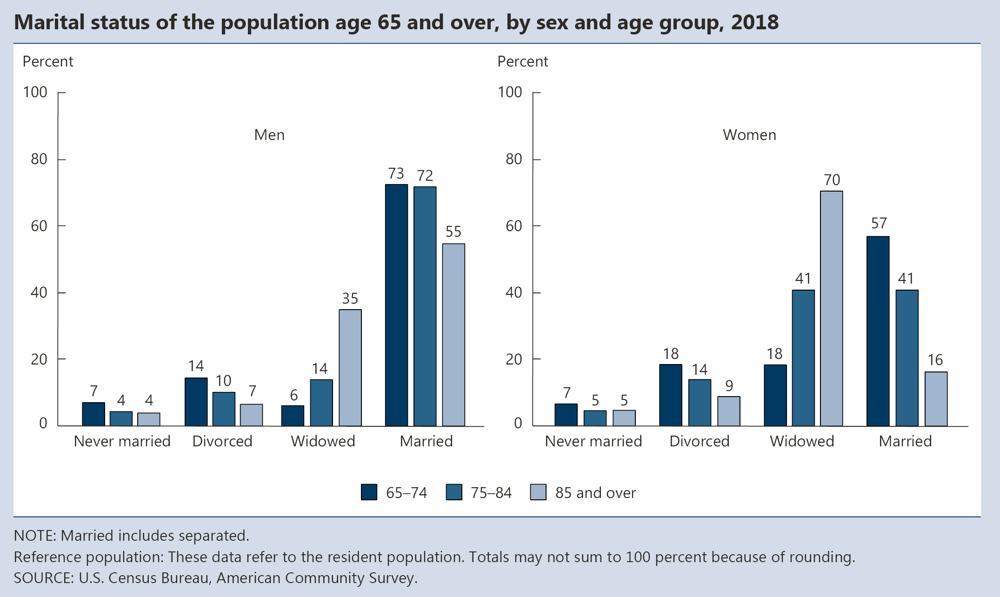 Marital status of the population age 65 and over, by sex and age group, 2018
Percent
100
80
60
40
20
0
Men
7
4
4
14
10
7
6
14
35
73
72
55
Never married
Divorced
Widowed
Married
Percent
100
80
60
40
20
0
Women
7
5
5
18
14
9
18
41
70
57
41
16
Never married
Divorced
Widowed
Married
65–74
75–84
85 and over
NOTE: Married includes separated.
Reference population: These data refer to the resident population. Totals may not sum to 100 percent because of rounding.
SOURCE: U.S. Census Bureau, American Community Survey.